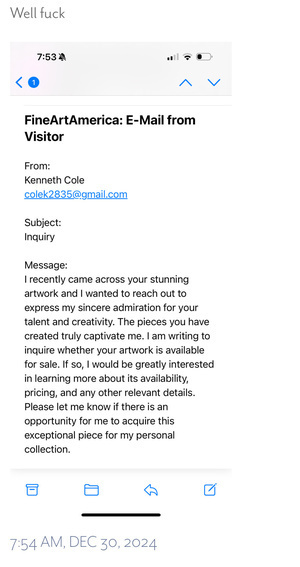 Well fuck
7:53
1
FineArtAmerica: E-Mail from
Visitor
From:
Kenneth Cole
colek2835@gmail.com
Subject:
Inquiry
Message:
I recently came across your stunning
artwork and I wanted to reach out to
express my sincere admiration for your
talent and creativity. The pieces you have
created truly captivate me. I am writing to
inquire whether your artwork is available
for sale. If so, I would be greatly interested
in learning more about its availability,
pricing, and any other relevant details.
Please let me know if there is an
opportunity for me to acquire this
exceptional piece for my personal
collection.
7:54 AM, DEC 30, 2024